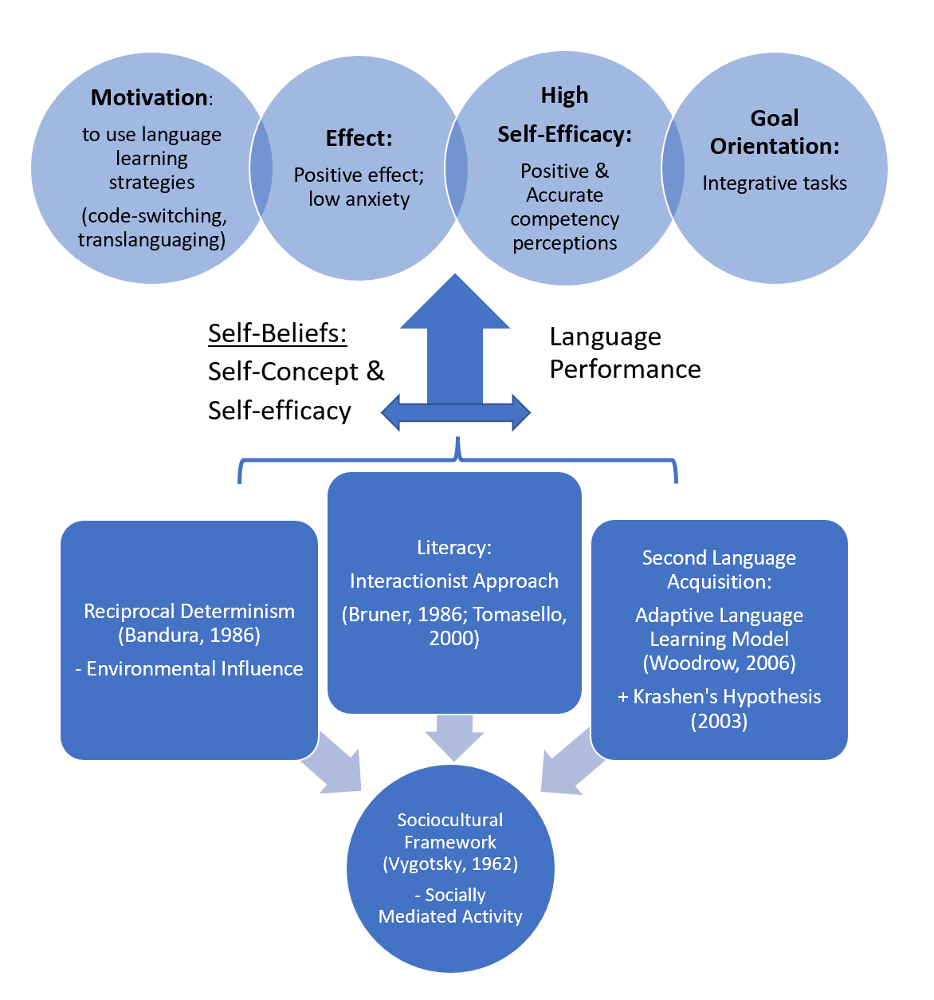 Motivation:
to use language
learning
strategies
(code-switching,
translanguaging)
Effect:
Positive effect;
low anxiety
High
Self-Efficacy:
Positive &
Accurate
competency
perceptions
Goal
Orientation:
Integrative tasks
Self-Beliefs:
Self-Concept &
Self-efficacy
Language
Performance
Reciprocal Determinism
(Bandura, 1986)
- Environmental Influence
Literacy:
Interactionist Approach
(Bruner, 1986; Tomasello,
2000)
Second Language
Acquisition:
Adaptive Language
Learning Model
(Woodrow, 2006)
+ Krashen's Hypothesis
(2003)
Sociocultural
Framework
(Vygotsky, 1962)
- Socially
Mediated Activity